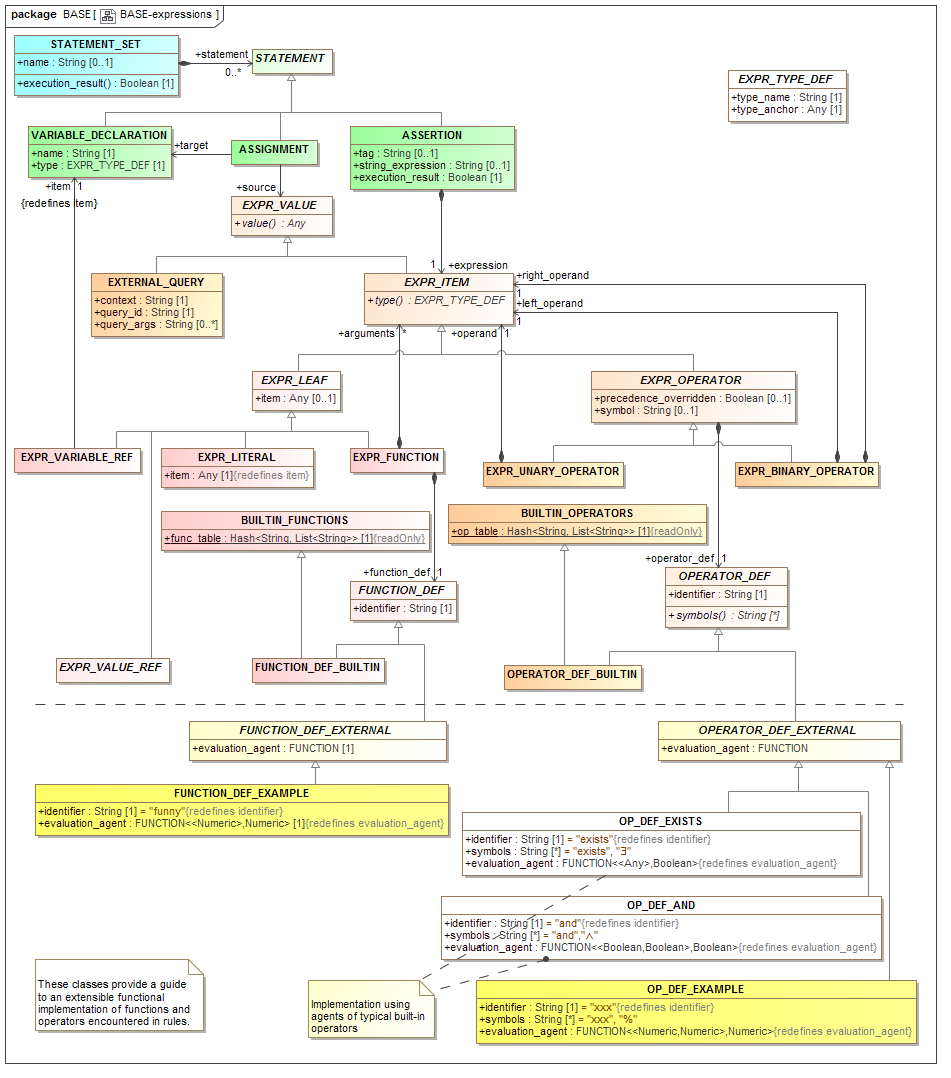 package BASE [ BASE-expressions ]
STATEMENT_SET
+name : String [0..1]
+execution_result() : Boolean [1]
+statement
0..*
STATEMENT
EXPR_TYPE_DEF
+type_name : String [1]
+type_anchor : Any [1]
VARIABLE_DECLARATION
+name : String [1]
+type : EXPR_TYPE_DEF [1]
+target
ASSIGNMENT
ASSERTION
+tag : String [0..1]
+string_expression : String [0..1]
+execution_result : Boolean [1]
+item 1
{redefines item}
+source
EXPR_VALUE
+value() : Any
1 +expression
EXTERNAL_QUERY
+context : String [1]
+query_id : String [1]
+query_args : String [0..*]
EXPR_ITEM
+type() : EXPR_TYPE_DEF
+right_operand
1
+left_operand
1
+arguments *
+operand 1
EXPR_LEAF
+item : Any [0..1]
EXPR_OPERATOR
+precedence_overridden : Boolean [0..1]
+symbol : String [0..1]
EXPR_VARIABLE_REF
EXPR_LITERAL
+item : Any [1]{redefines item}
EXPR_FUNCTION
EXPR_UNARY_OPERATOR
EXPR_BINARY_OPERATOR
BUILTIN_FUNCTIONS
+func_table : Hash<String, List<String>> [1]{readOnly}
BUILTIN_OPERATORS
+op_table : Hash<String, List<String>> [1]{readOnly}
+function_def 1
FUNCTION_DEF
+identifier : String [1]
+operator_def 1
OPERATOR_DEF
+identifier : String [1]
+symbols() : String [*]
EXPR_VALUE_REF
FUNCTION_DEF_BUILTIN
OPERATOR_DEF_BUILTIN
FUNCTION_DEF_EXTERNAL
+evaluation_agent : FUNCTION [1]
OPERATOR_DEF_EXTERNAL
+evaluation_agent : FUNCTION
FUNCTION_DEF_EXAMPLE
+identifier : String [1] = "funny"{redefines identifier}
+evaluation_agent : FUNCTION<<Numeric>,Numeric> [1]{redefines evaluation_agent}
OP_DEF_EXISTS
+identifier : String [1] = "exists"{redefines identifier}
+symbols : String [*] = "exists", "∃"
+evaluation_agent : FUNCTION<<Any>,Boolean>{redefines evaluation_agent}
OP_DEF_AND
+identifier : String [1] = "and"{redefines identifier}
+symbols : String [*] = "and","∧"
+evaluation_agent : FUNCTION<<Boolean,Boolean>,Boolean>{redefines evaluation_agent}
These classes provide a guide
to an extensible functional
implementation of functions and
operators encountered in rules.
Implementation using
agents of typical built-in
operators
OP_DEF_EXAMPLE
+identifier : String [1] = "xxx"{redefines identifier}
+symbols : String [*] = "xxx", "%"
+evaluation_agent : FUNCTION<<Numeric,Numeric>,Numeric>{redefines evaluation_agent}